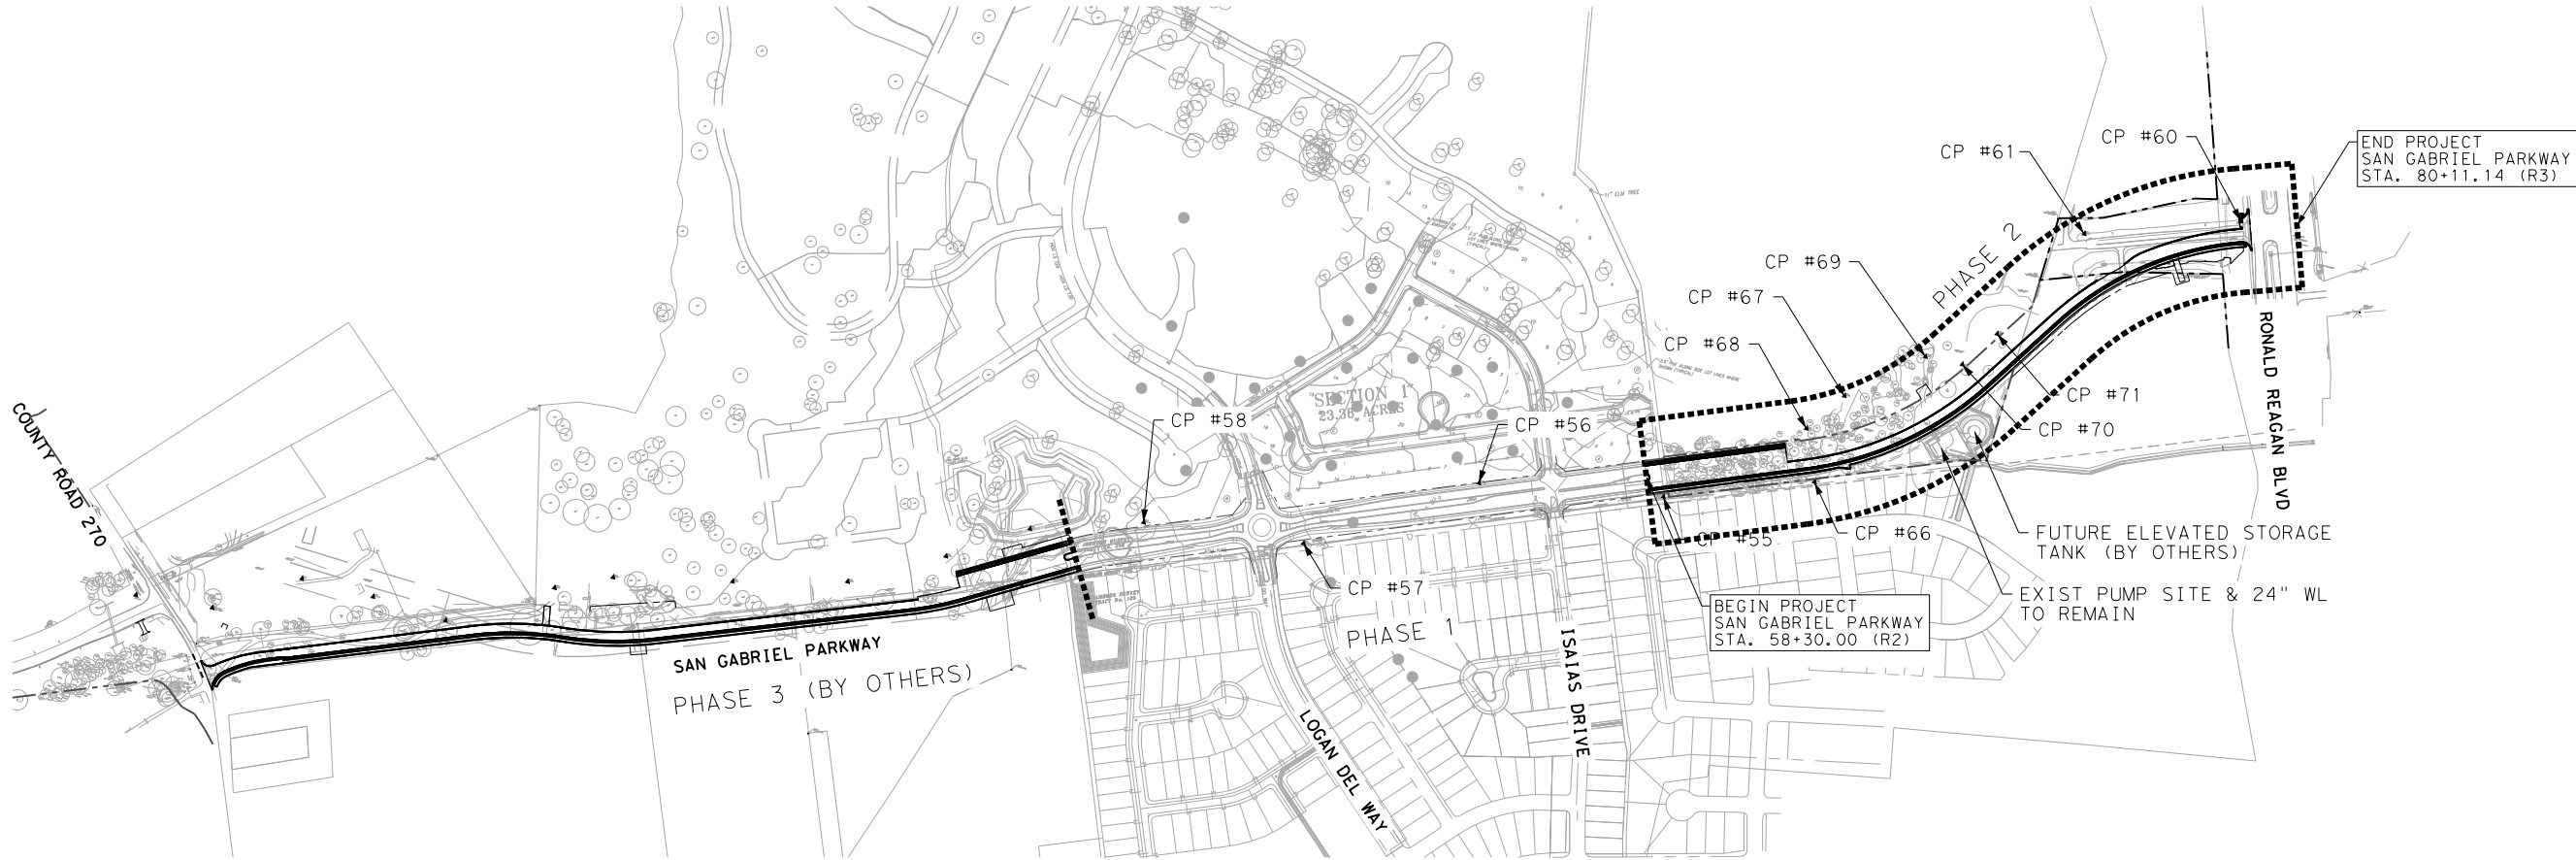 CP #60
CP #61
END PROJECT
SAN GABRIEL PARKWAY
STA. 80+11.14 (R3)
PHASE 2
CP #69
CP #67
CP #68
11" ELM TREE
SECTION 1
23.38 ACRES
CP #58
CP #56
CP #71
CP #70
RONALD REAGAN BLVD
COUNTY ROAD 270
CP #55
CP #66
FUTURE ELEVATED STORAGE
TANK (BY OTHERS)
CP #57
EXIST PUMP SITE & 24" WL
TO REMAIN
BEGIN PROJECT
SAN GABRIEL PARKWAY
STA. 58+30.00 (R2)
PHASE 1
ISAIAS DRIVE
SAN GABRIEL PARKWAY
PHASE 3 (BY OTHERS)
LOGAN DEL WAY